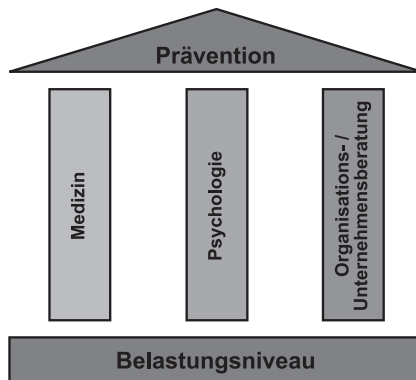 Prävention
Medizin
Psychologie
Organisations- /
Unternehmensberatung
Belastungsniveau